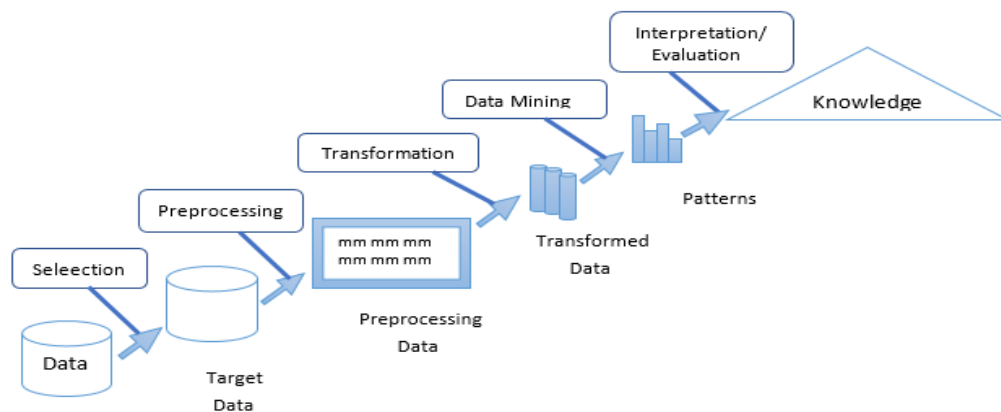 Interpretation/
Evaluation
Knowledge
Data Mining
Patterns
Transformation
Transformed
Data
Preprocessing
mm mm mm
mm mm mm
Preprocessing
Data
Seleection
Target
Data
Data